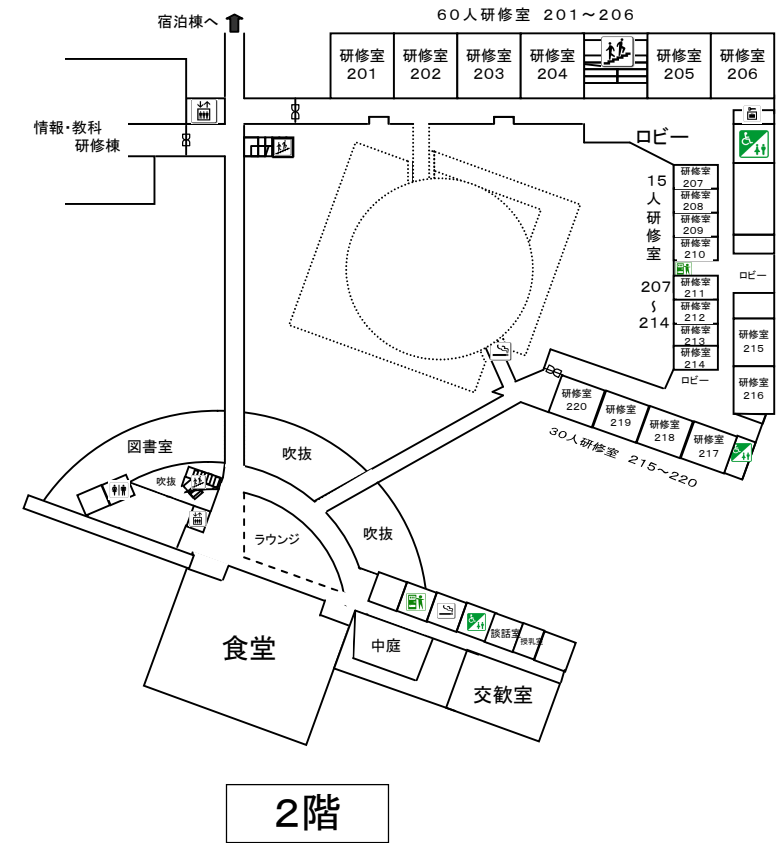 宿泊棟へ
60人研修室 201～206
研修室
201
研修室
202
研修室
203
研修室
204
研修室
205
研修室
206
情報・教科
研修棟
ロビー
15人研修室
207
～
214
研修室
207
研修室
208
研修室
209
研修室
210
研修室
211
研修室
212
研修室
213
研修室
214
ロビー
ロビー
研修室
215
研修室
216
研修室
220
研修室
219
研修室
218
研修室
217
30人研修室 215～220
図書室
吹抜
吹抜
吹抜
ラウンジ
談話室
授乳室
食堂
中庭
交歓室
2階